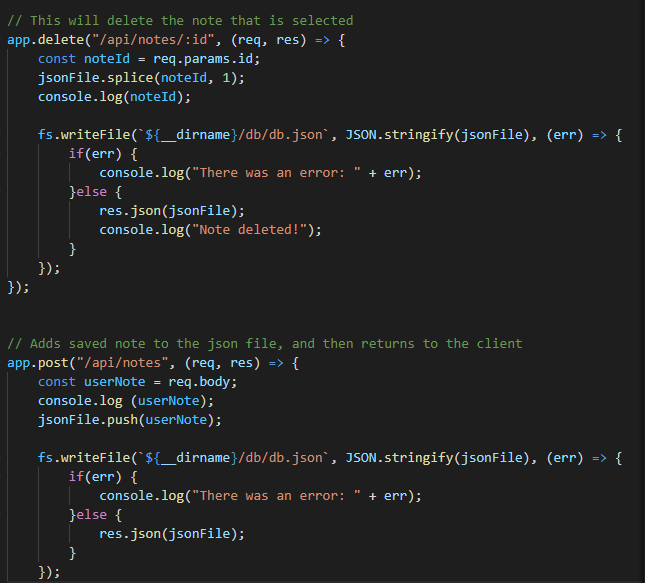 // This will delete the note that is selected
app.delete("/api/notes/:id", (req, res) => {
    const noteId = req.params.id;
    jsonFile.splice(noteId, 1);
    console.log(noteId);
    fs.writeFile(`${__dirname}/db/db.json`, JSON.stringify(jsonFile), (err) => {
        if(err) {
            console.log("There was an error: " + err);
        }else {
            res.json(jsonFile);
            console.log("Note deleted!");
        }
    });
});
// Adds saved note to the json file, and then returns to the client
app.post("/api/notes", (req, res) => {
    const userNote = req.body;
    console.log (userNote);
    jsonFile.push(userNote);
    fs.writeFile(`${__dirname}/db/db.json`, JSON.stringify(jsonFile), (err) => {
        if(err) {
            console.log("There was an error: " + err);
        }else {
            res.json(jsonFile);
        }
    });